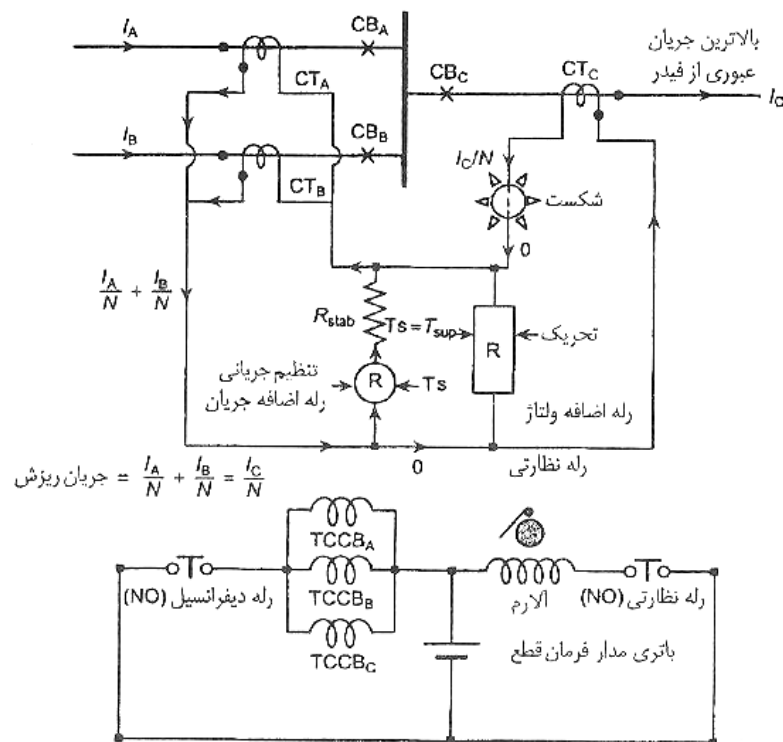 I_A
CB_A
بالاترین جریان
عبوری از فیدر
CT_A
CB_C
CT_C
I_C
I_B
CB_B
CT_B
I_C/N
شکست
0
I_A/N + I_B/N
R_stab
Ts = T_sup
R
تحریک
تنظیم جریانی
رله اضافه جریان
R
Ts
رله اضافه ولتاژ
0
رله نظارتی
جریان ریزش = I_A/N + I_B/N = I_C/N
TCCB_A
رله دیفرانسیل (NO)
TCCB_B
آلارم
رله نظارتی (NO)
TCCB_C
باتری مدار فرمان قطع